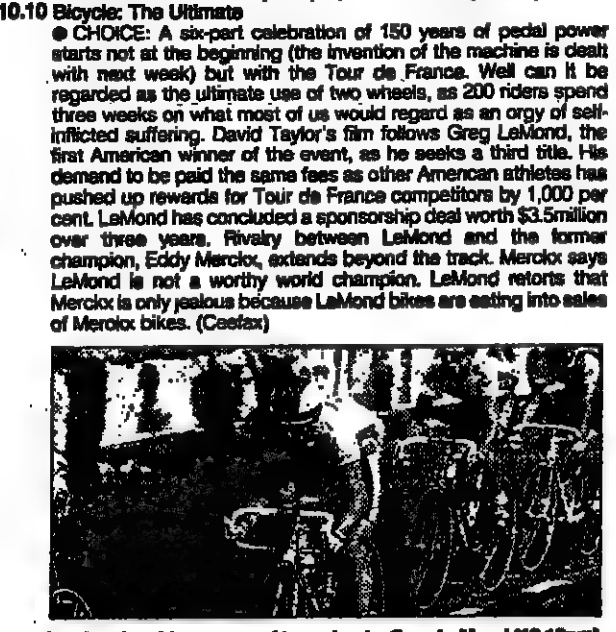 10.10 Bicycle: The Ultimate
● CHOICE: A six-part celebration of 150 years of pedal power
starts not at the beginning (the invention of the machine is dealt
with next week) but with the Tour de France. Well can it be
regarded as the ultimate use of two wheels, as 200 riders spend
three weeks on what most of us would regard as an orgy of self-
inflicted suffering. David Taylor's film follows Greg LeMond, the
first American winner of the event, as he seeks a third title. His
demand to be paid the same fees as other American athletes has
pushed up rewards for Tour de France competitors by 1,000 per
cent. LeMond has concluded a sponsorship deal worth $3.5million
over three years. Rivalry between LeMond and the former
champion, Eddy Merckx, extends beyond the track. Merckx says
LeMond is not a worthy world champion. LeMond retorts that
Merckx is only jealous because LeMond bikes are eating into sales
of Merckx bikes. (Ceefax)